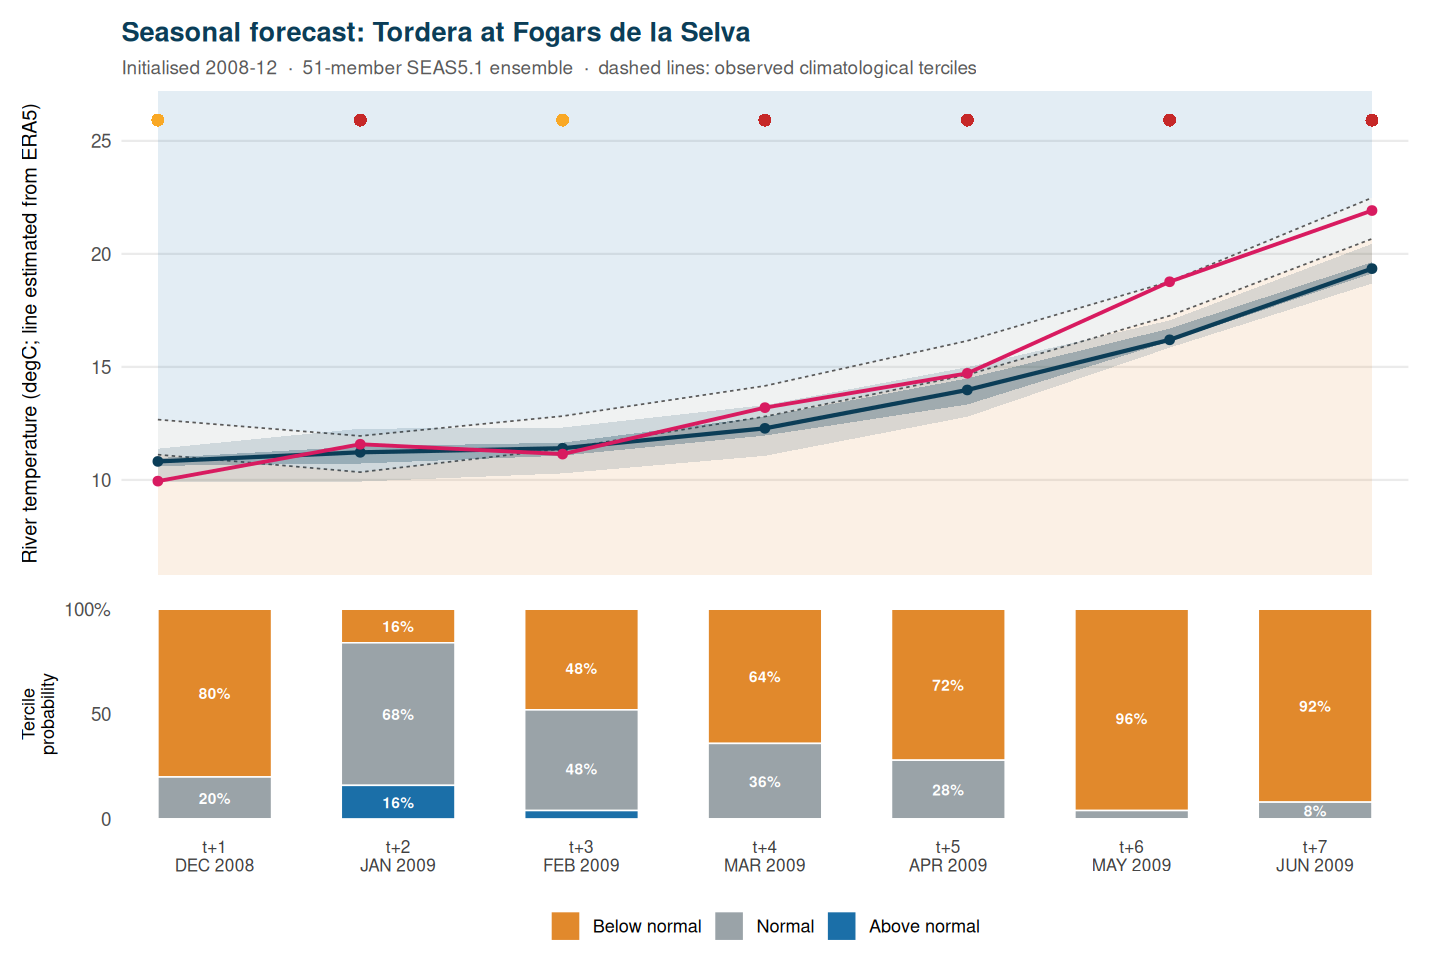 Seasonal forecast: Tordera at Fogars de la Selva
Initialised 2008-12 · 51-member SEAS5.1 ensemble · dashed lines: observed climatological terciles
River temperature (degC; line estimated from ERA5)
25
20
15
10
Tercile
probability
100%
50
0
80%
20%
16%
68%
16%
48%
48%
64%
36%
72%
28%
96%
92%
8%
t+1
DEC 2008
t+2
JAN 2009
t+3
FEB 2009
t+4
MAR 2009
t+5
APR 2009
t+6
MAY 2009
t+7
JUN 2009
Below normal
Normal
Above normal